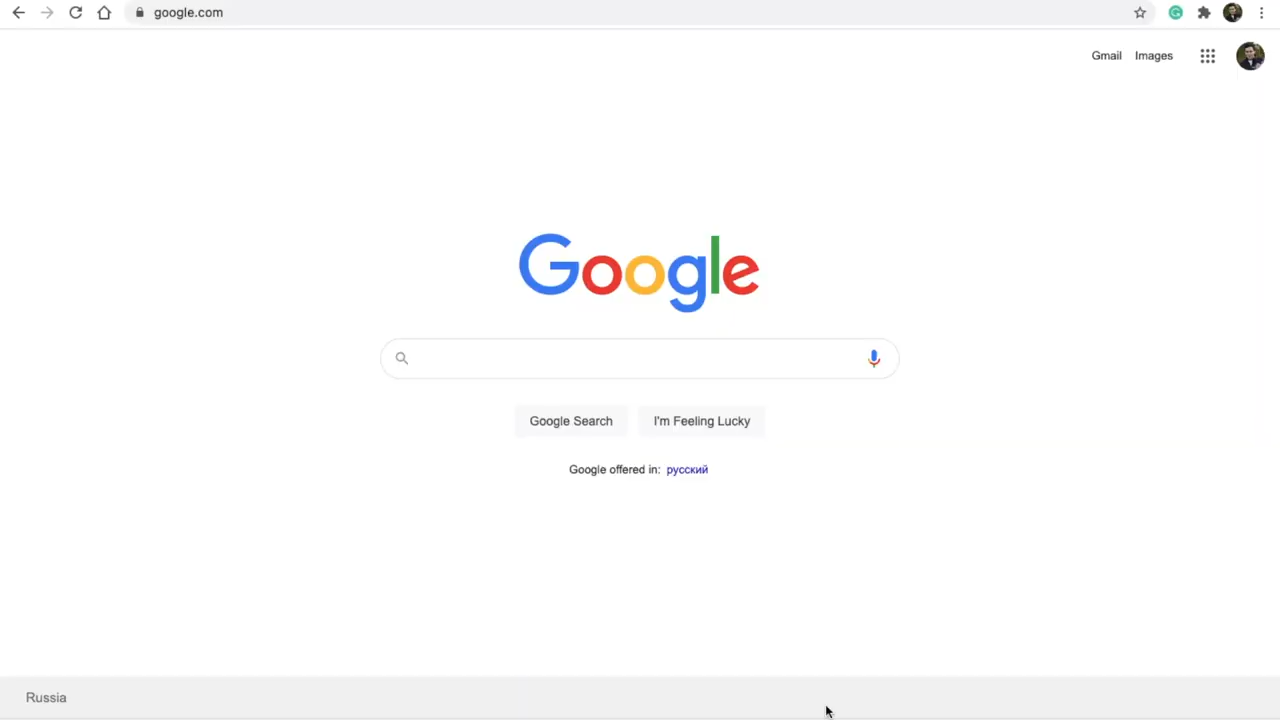 google.com
Gmail Images
Google
Google Search I'm Feeling Lucky
Google offered in: русский
Russia